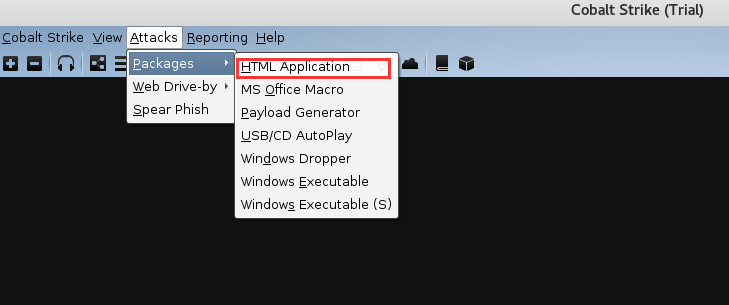 Cobalt Strike (Trial)
Cobalt Strike View Attacks Reporting Help
Packages
Web Drive-by
Spear Phish
HTML Application
MS Office Macro
Payload Generator
USB/CD AutoPlay
Windows Dropper
Windows Executable
Windows Executable (S)